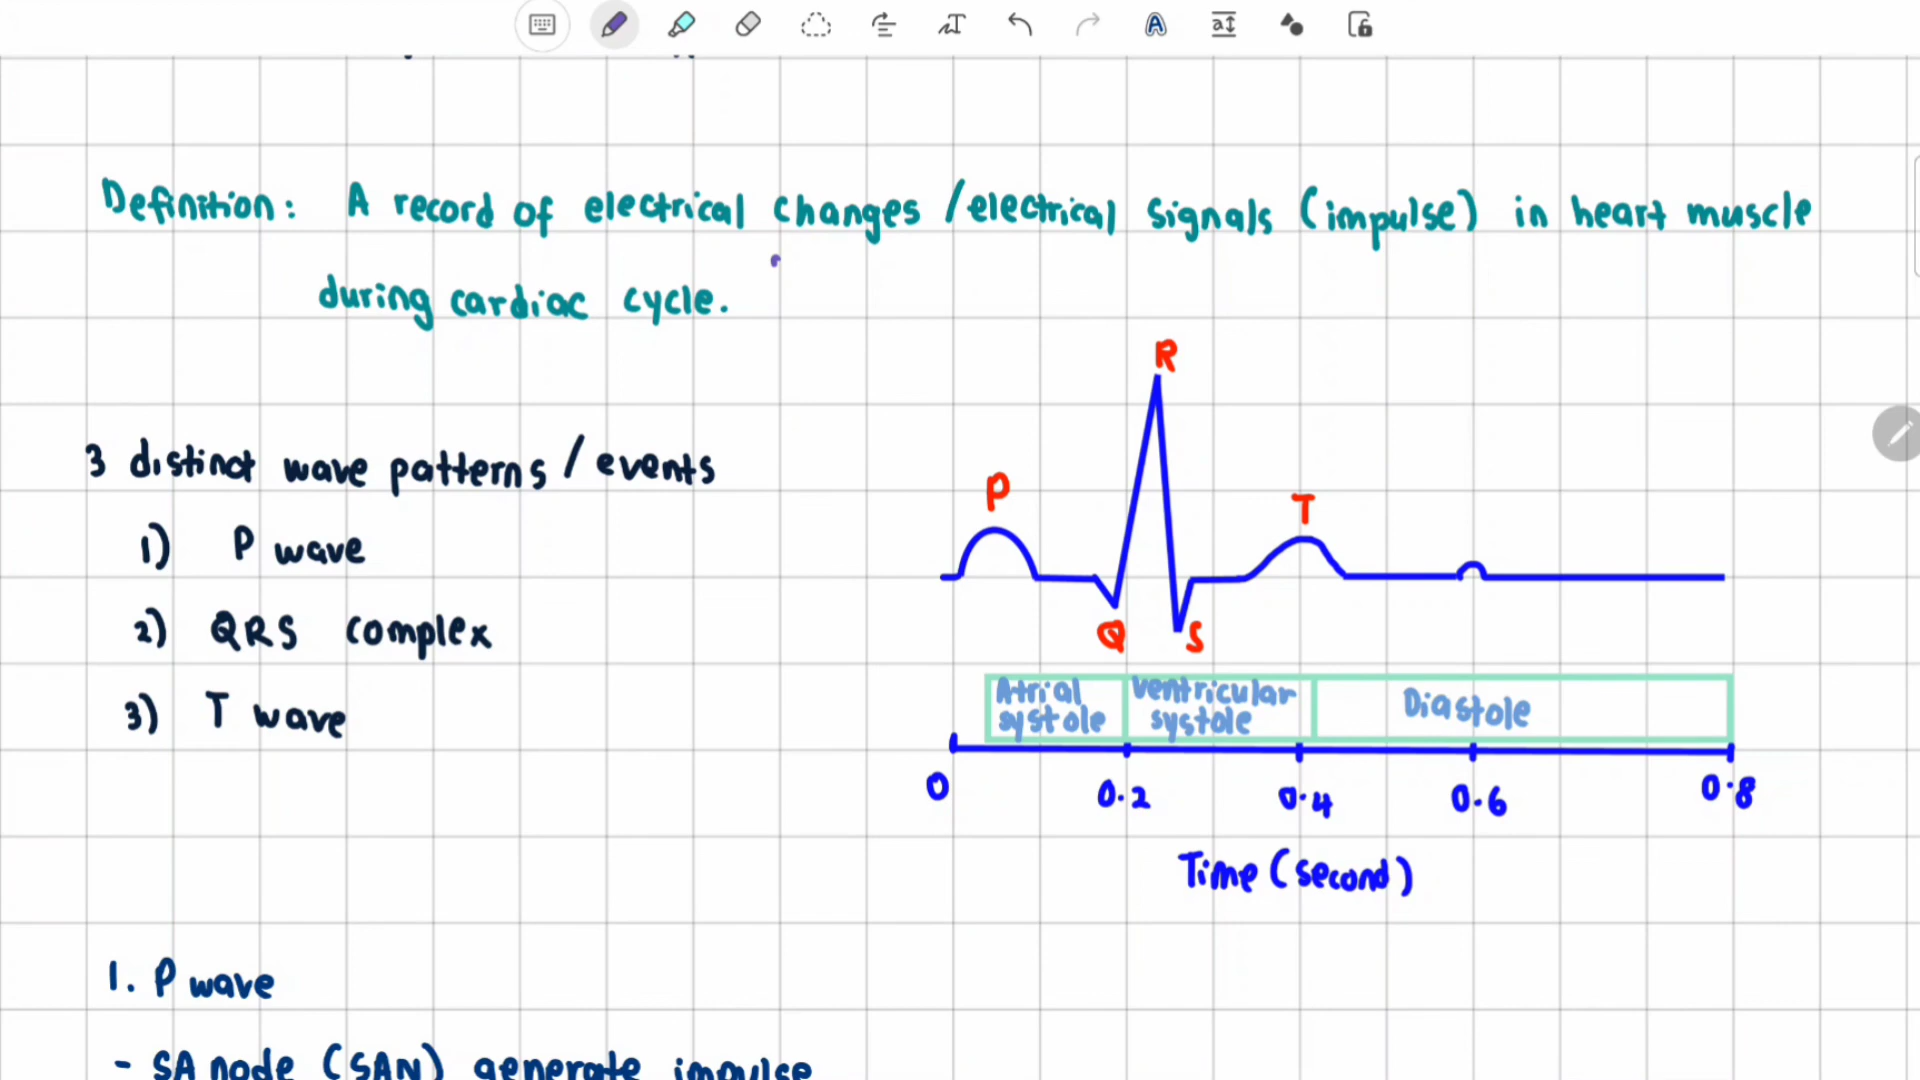 Definition: A record of electrical changes /electrical signals (impulse) in heart muscle
during cardiac cycle.
R
3 distinct wave patterns / events
P
T
1) P wave
2) QRS complex
Q
S
3) T wave
Atrial systole
Ventricular systole
Diastole
0
0.2
0.4
0.6
0.8
Time (second)
1. P wave
- SA node (SAN) generate impulse